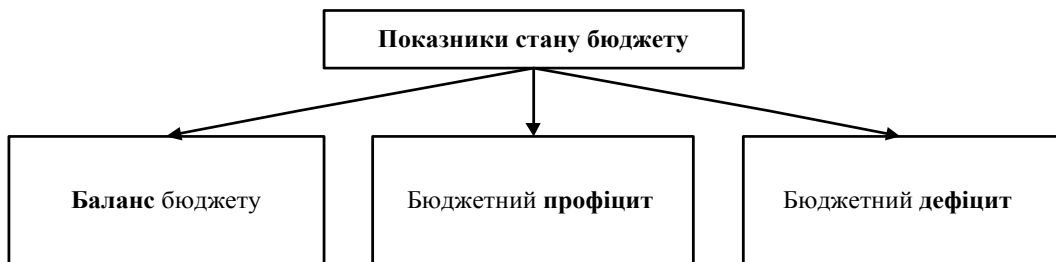 Показники стану бюджету
Баланс бюджету
Бюджетний профіцит
Бюджетний дефіцит